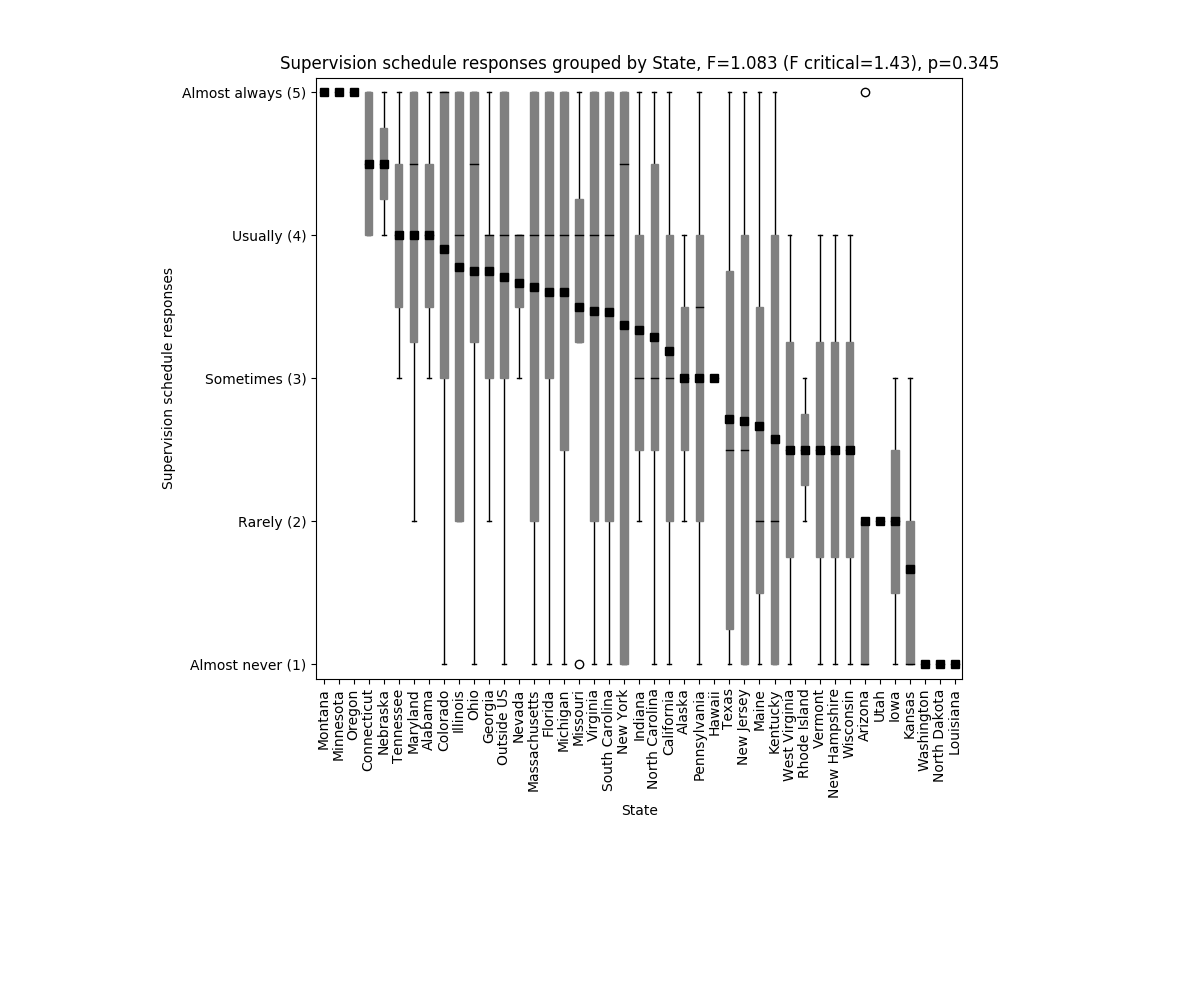 Supervision schedule responses grouped by State, F=1.083 (F critical=1.43), p=0.345
Almost always (5)
Usually (4)
Sometimes (3)
Rarely (2)
Almost never (1)
Supervision schedule responses
Montana
Minnesota
Oregon
Connecticut
Nebraska
Tennessee
Maryland
Alabama
Colorado
Illinois
Ohio
Georgia
Outside US
Nevada
Massachusetts
Florida
Michigan
Missouri
Virginia
South Carolina
New York
Indiana
North Carolina
California
Alaska
Pennsylvania
Hawaii
Texas
New Jersey
Maine
Kentucky
West Virginia
Rhode Island
Vermont
New Hampshire
Wisconsin
Arizona
Utah
Iowa
Kansas
Washington
North Dakota
Louisiana
State